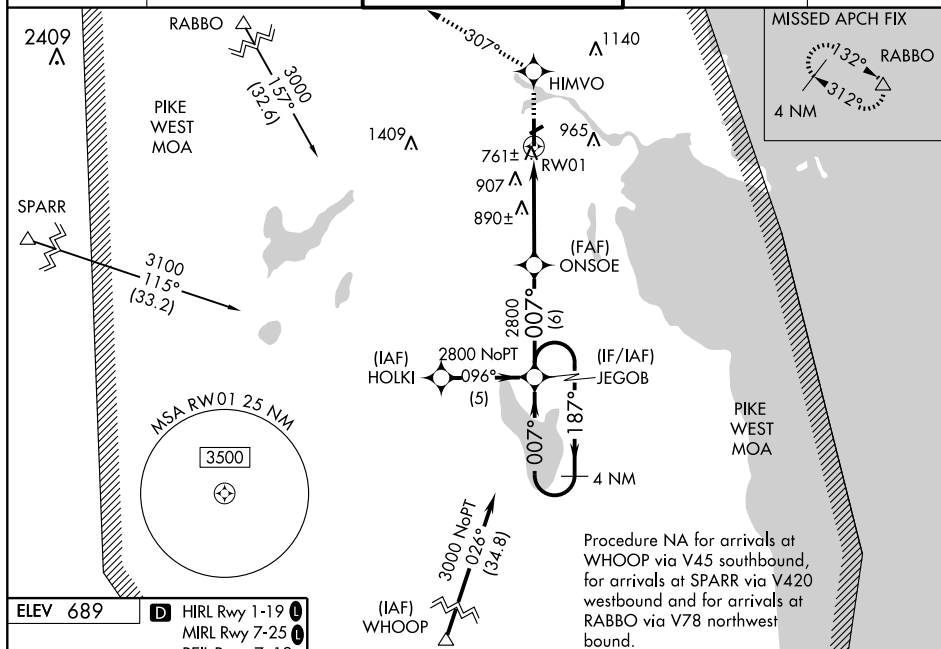 2409
RABBO
3000
157°
(32.6)
307°
1140
HIMVO
MISSED APCH FIX
132°
RABBO
312°
4 NM
PIKE
WEST
MOA
1409
965
761±
RW01
907
890±
SPARR
3100
115°
(33.2)
(FAF)
ONSOE
2800
007°
(6)
(IAF)
HOLKI
2800 NoPT
096°
(5)
(IF/IAF)
JEGOB
007°
187°
4 NM
MSA RW01 25 NM
3500
PIKE
WEST
MOA
3000 NoPT
026°
(34.8)
(IAF)
WHOOP
Procedure NA for arrivals at
WHOOP via V45 southbound,
for arrivals at SPARR via V420
westbound and for arrivals at
RABBO via V78 northwest
bound.
ELEV 689
D HIRL Rwy 1-19 L
MIRL Rwy 7-25 L